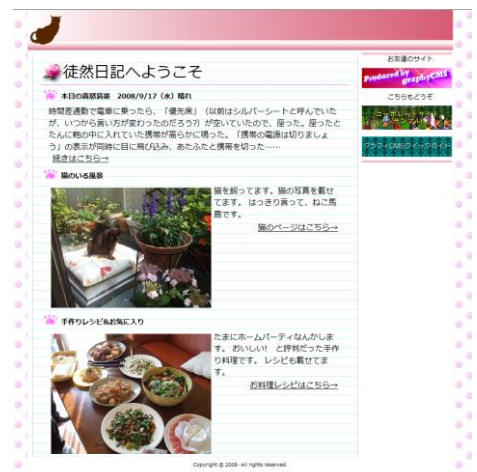 徒然日記へようこそ
本日の喜怒哀楽 2008/9/17（水）晴れ
時間差通勤で電車に乗ったら、「優先席」（以前はシルバーシートと呼んでいた
が、いつから言い方が変わったのだろう?）が空いていたので、座った。座ったと
たんに鞄の中に入れていた携帯が高らかに鳴った。「携帯の電源は切りましょ
う」の表示が同時に目に飛び込み、あたふたと携帯を切った……
続きはこちら→
猫のいる風景
猫を飼ってます。猫の写真を載せ
てます。 はっきり言って、ねこ馬
鹿です。
猫のページはこちら→
手作りレシピ&お気に入り
たまにホームパーティなんかしま
す。 おいしい! と評判だった手作
り料理です。 レシピも載せてま
す。
お料理レシピはこちら→
お友達のサイト
Produced by
graphyCMS
こちらもどうぞ
コーポレートサイト
グラフィCMSクイックガイド
Copyright @ 2008- All rights reserved.